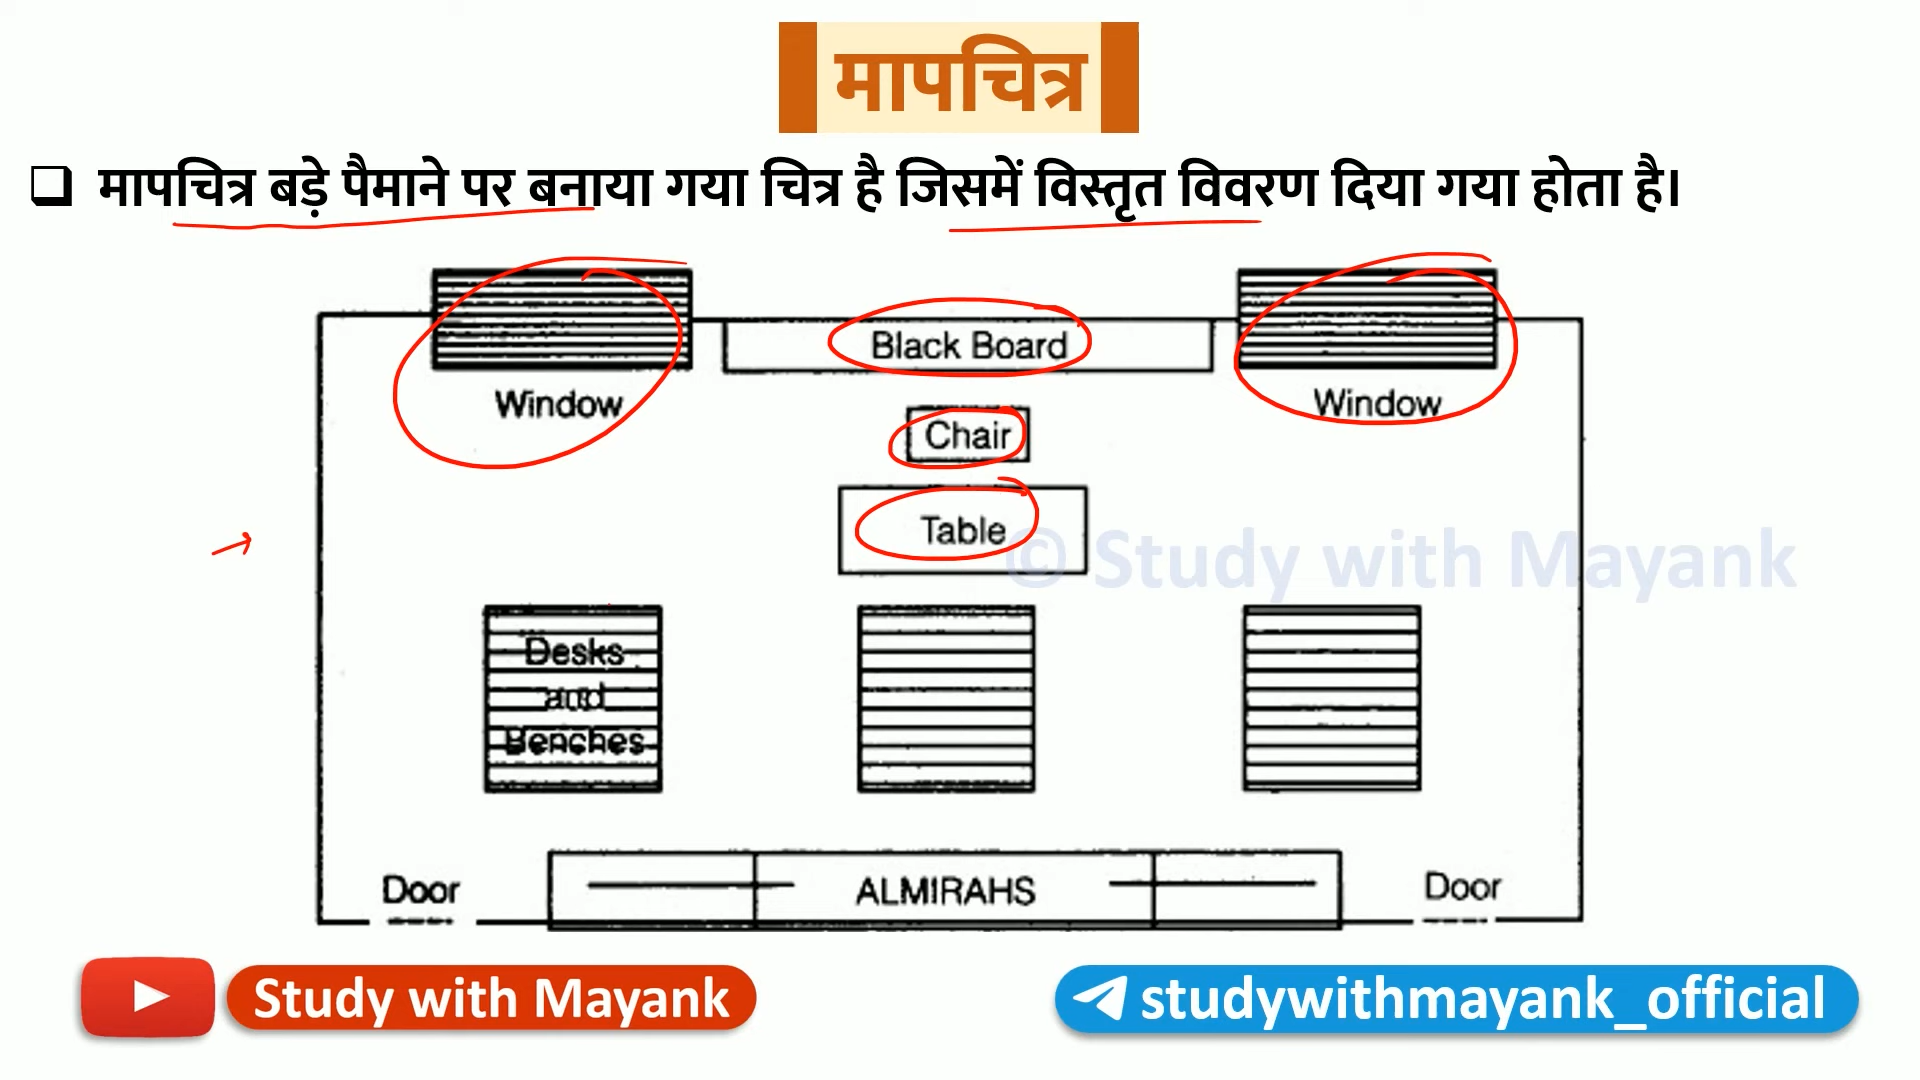 मापचित्र
मापचित्र बड़े पैमाने पर बनाया गया चित्र है जिसमें विस्तृत विवरण दिया गया होता है।
Black Board
Window
Window
Chair
Table
© Study with Mayank
Desks
and
Benches
Door
ALMIRAHS
Door
Study with Mayank
studywithmayank_official